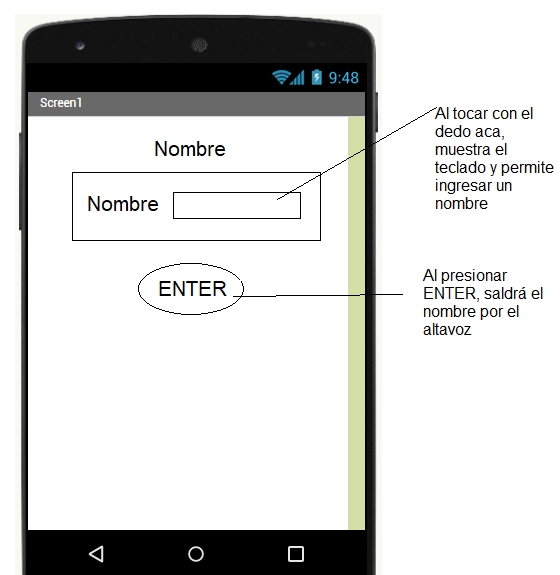 9:48
Screen1
Nombre
Nombre
ENTER
Al tocar con el
dedo aca,
muestra el
teclado y permite
ingresar un
nombre
Al presionar
ENTER, saldrá el
nombre por el
altavoz